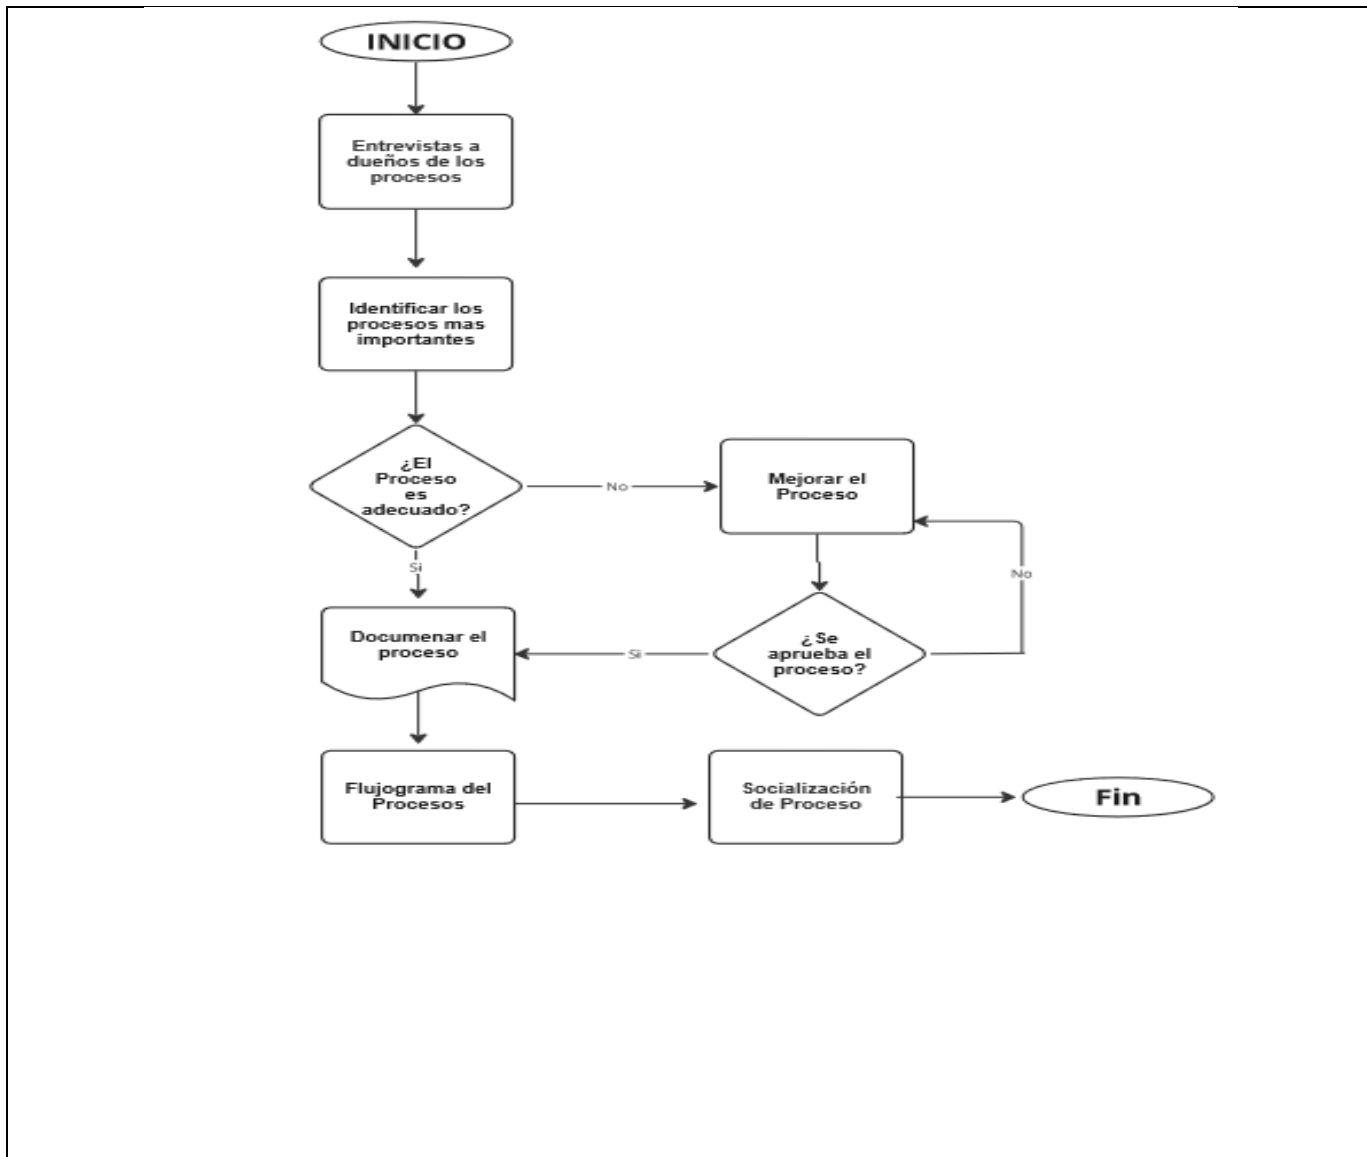 INICIO
Entrevistas a
dueños de los
procesos
Identificar los
procesos mas
importantes
¿El
Proceso
es
adecuado?
No
Mejorar el
Proceso
No
Si
Documenar el
proceso
Si
¿Se
aprueba el
proceso?
Flujograma del
Procesos
Socialización
de Proceso
Fin